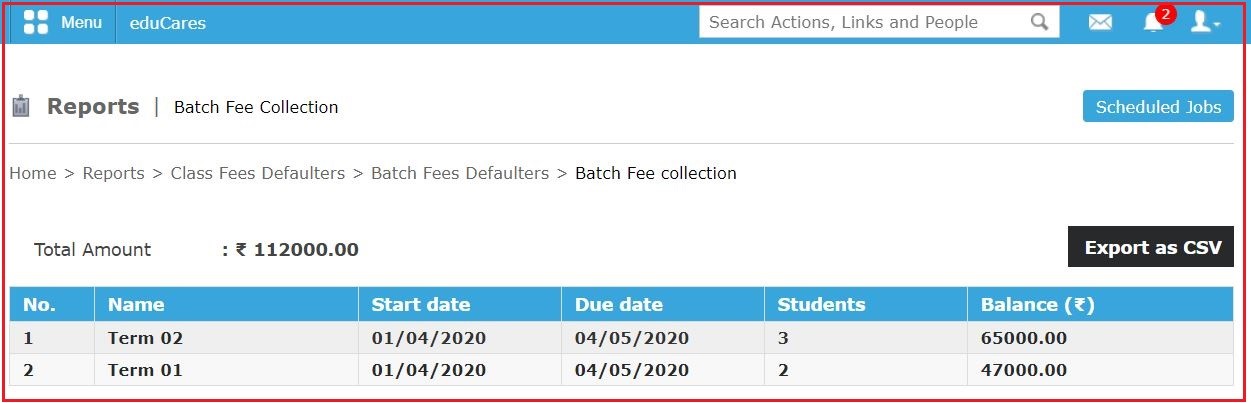 Menu eduCares Search Actions, Links and People 2
Reports | Batch Fee Collection Scheduled Jobs
Home > Reports > Class Fees Defaulters > Batch Fees Defaulters > Batch Fee collection
Total Amount : ₹ 112000.00 Export as CSV
No. Name Start date Due date Students Balance (₹)
1 Term 02 01/04/2020 04/05/2020 3 65000.00
2 Term 01 01/04/2020 04/05/2020 2 47000.00